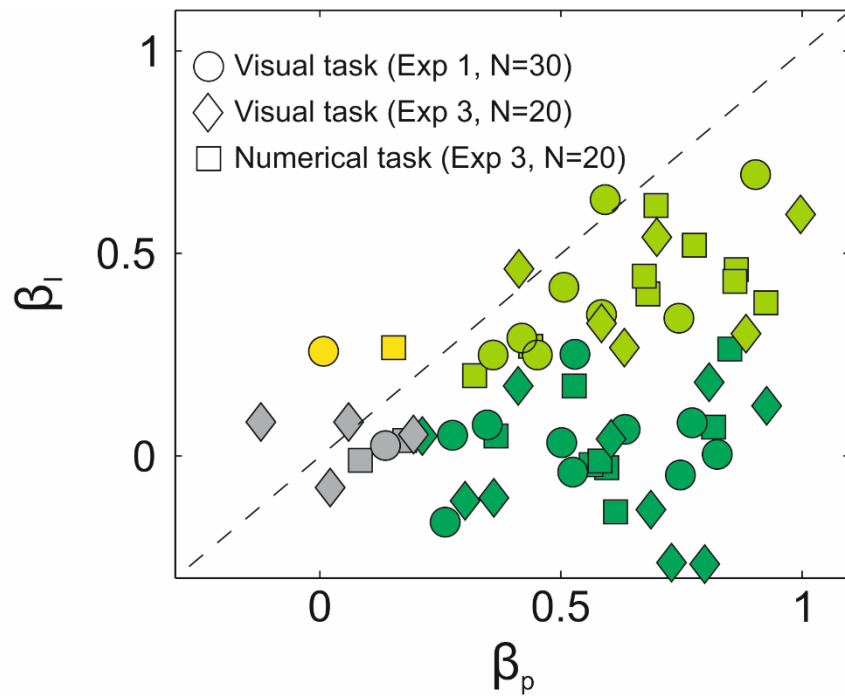 1
Visual task (Exp 1, N=30)
Visual task (Exp 3, N=20)
Numerical task (Exp 3, N=20)
0.5
βl
0
0 0.5 1
βp